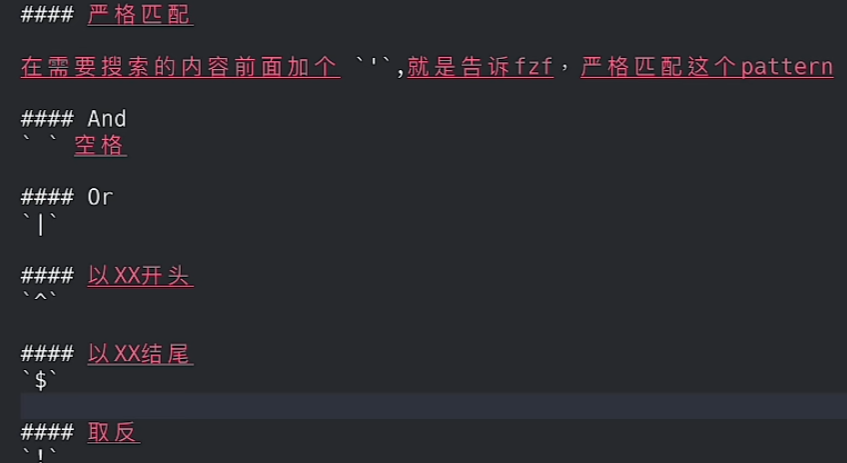 #### 严格匹配
在需要搜索的内容前面加个 `'`,就是告诉fzf，严格匹配这个pattern
#### And
` ` 空格
#### Or
`|`
#### 以XX开头
`^`
#### 以XX结尾
`$`
#### 取反
`!`